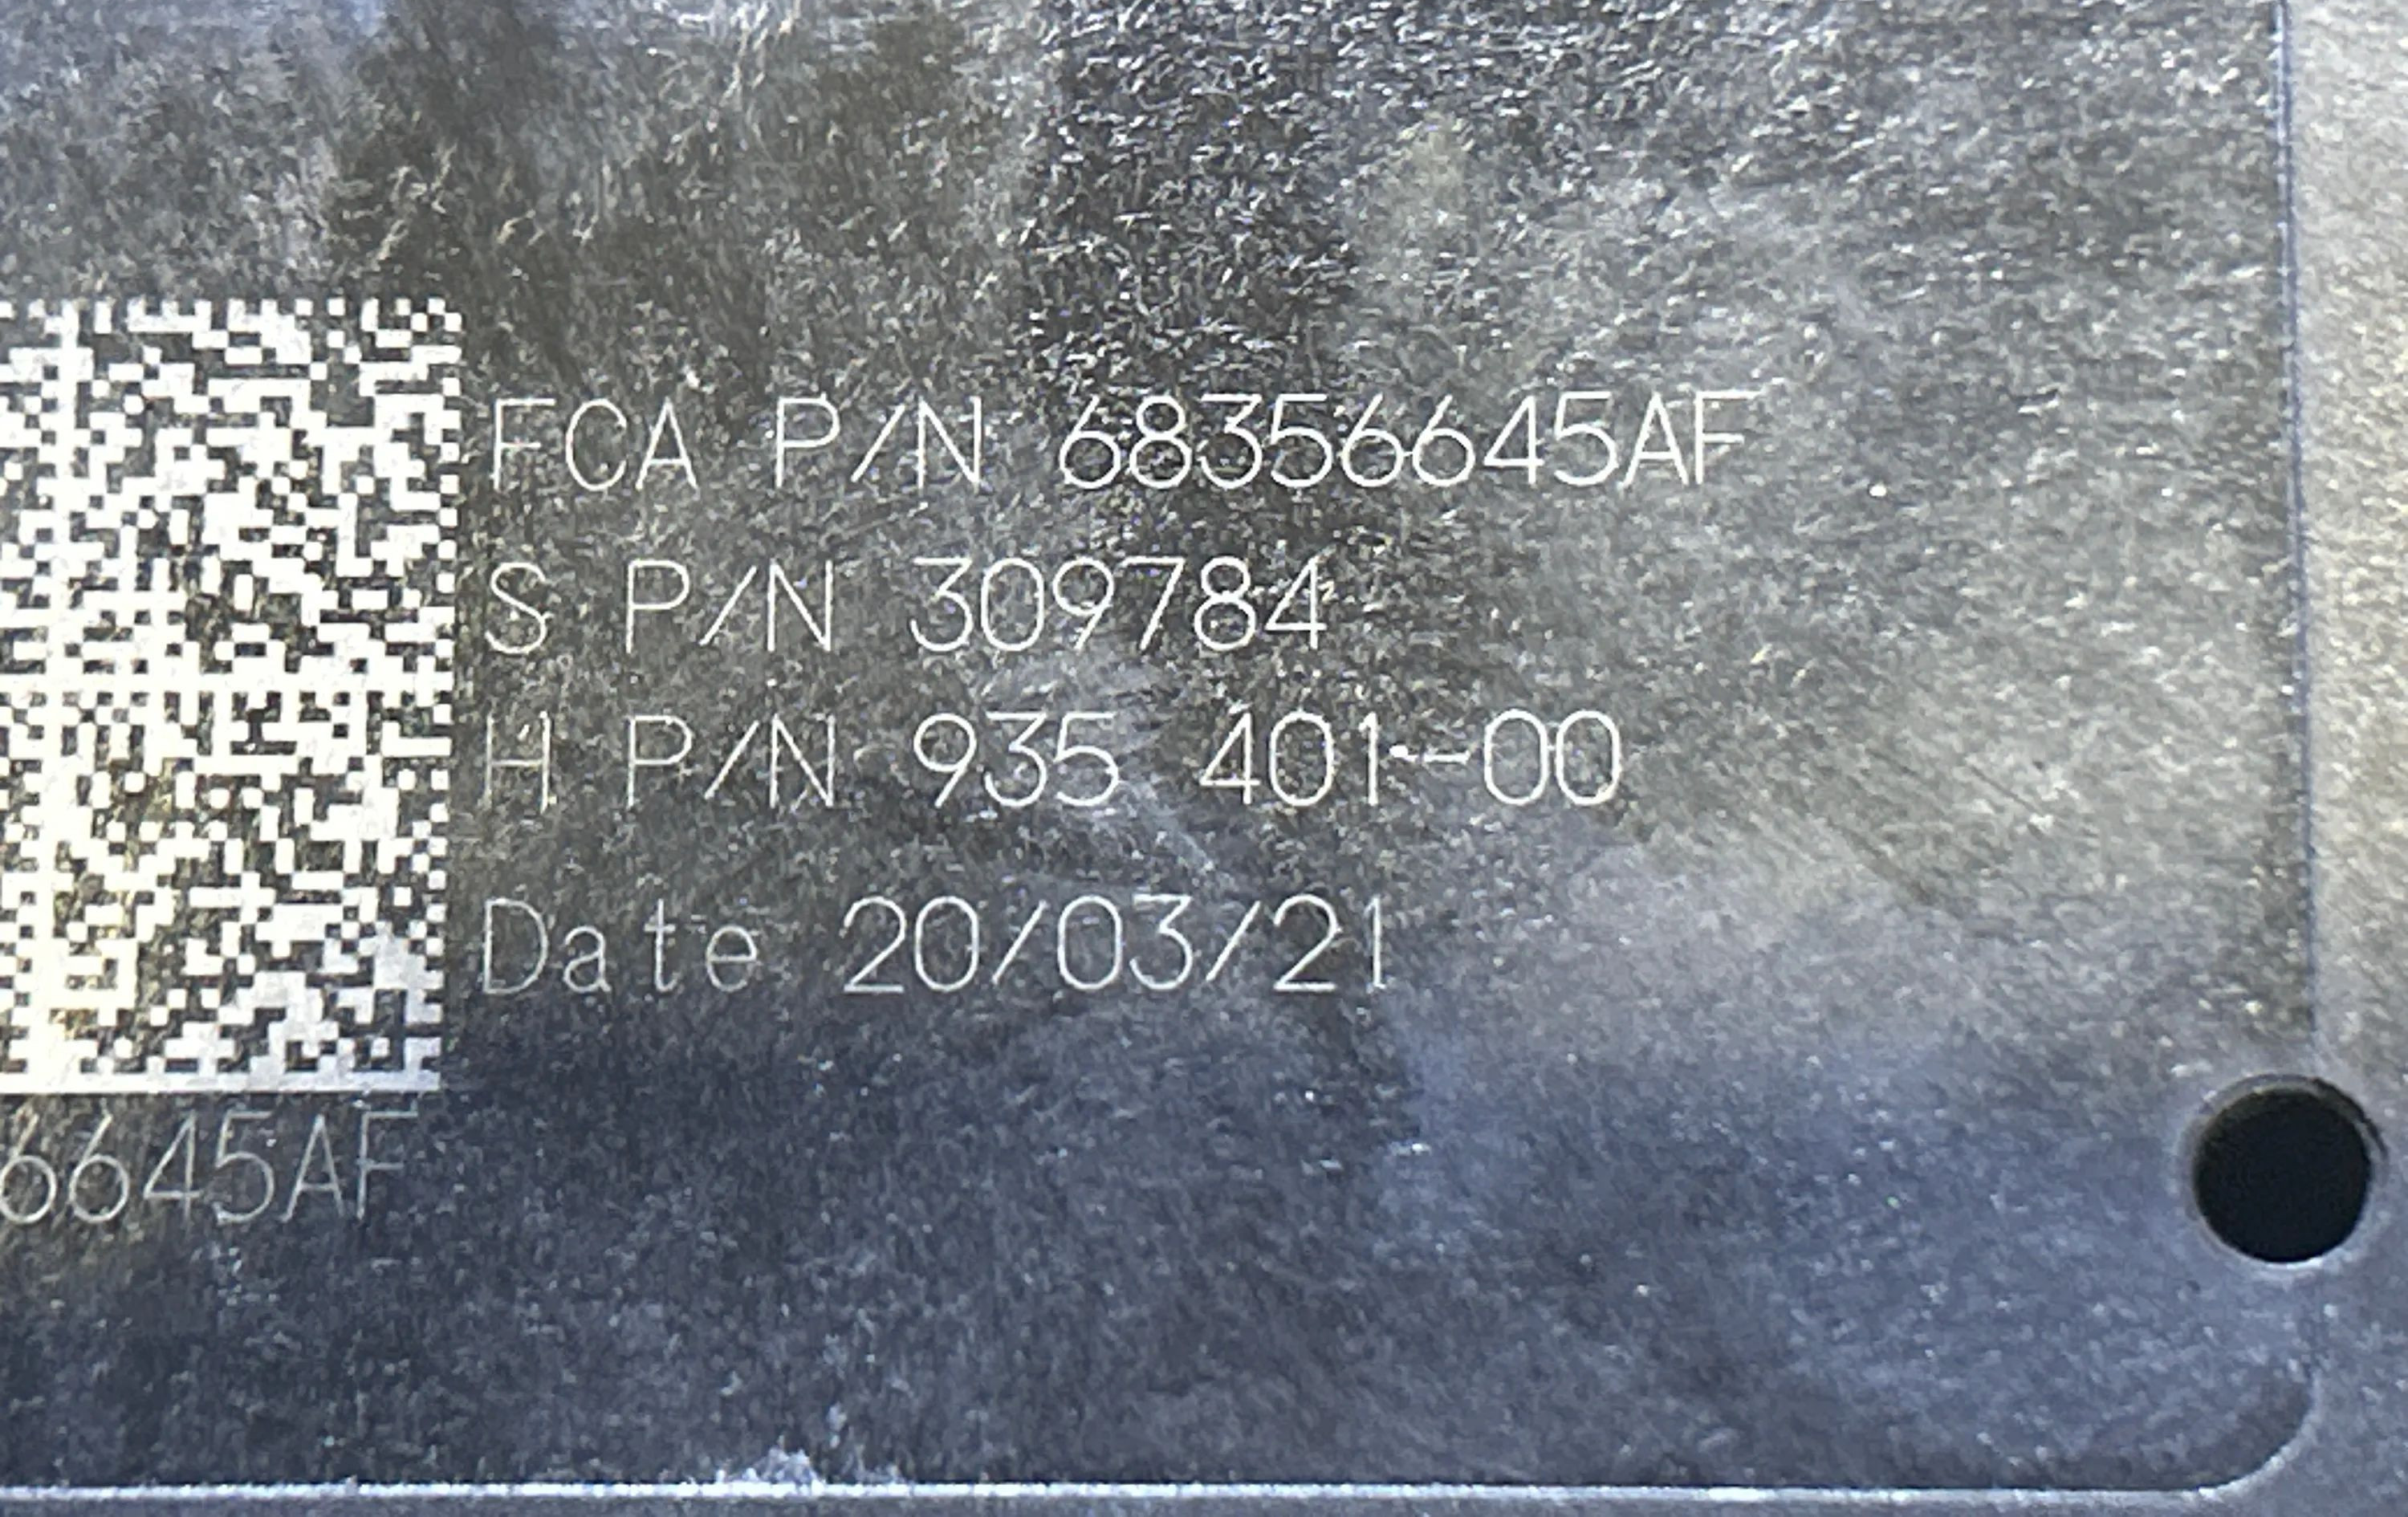 FCA P/N 68356645AF
S P/N 309784
H P/N 935 401-00
Date 20/03/21
6645AF